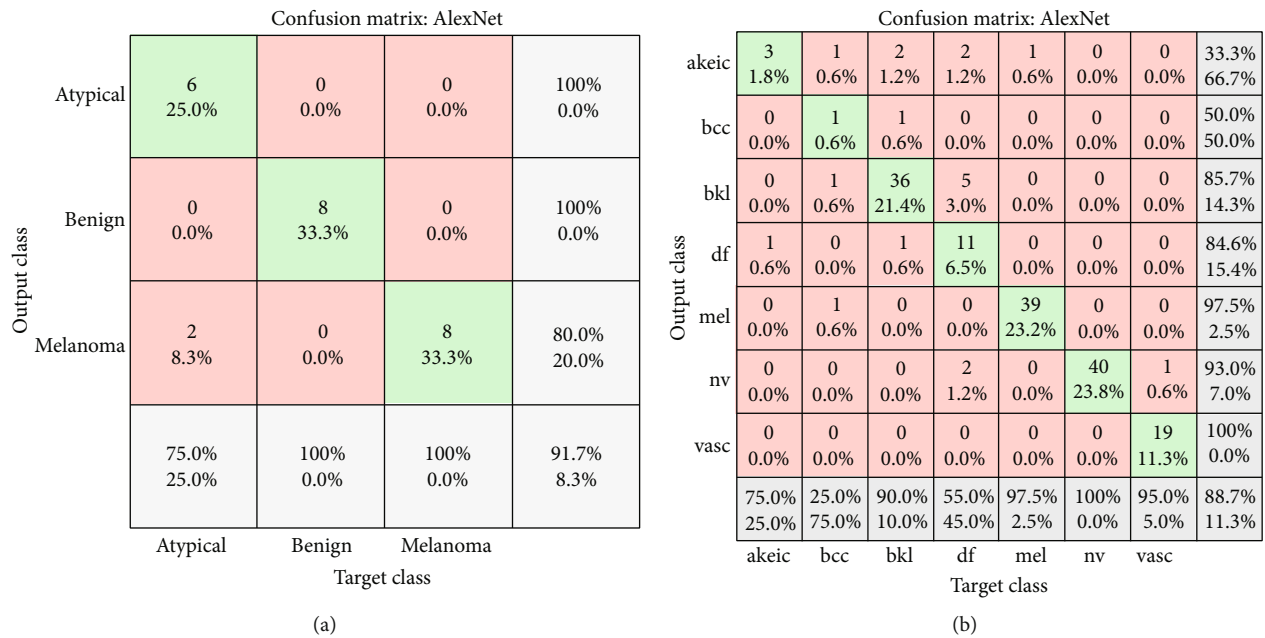 Confusion matrix: AlexNet
Output class
Atypical
6 0 0 100%
25.0% 0.0% 0.0% 0.0%
Benign
0 8 0 100%
0.0% 33.3% 0.0% 0.0%
Melanoma
2 0 8 80.0%
8.3% 0.0% 33.3% 20.0%
75.0% 100% 100% 91.7%
25.0% 0.0% 0.0% 8.3%
Atypical Benign Melanoma
Target class
(a)
Confusion matrix: AlexNet
Output class
akeic
3 1 2 2 1 0 0 33.3%
1.8% 0.6% 1.2% 1.2% 0.6% 0.0% 0.0% 66.7%
bcc
0 1 1 0 0 0 0 50.0%
0.0% 0.6% 0.6% 0.0% 0.0% 0.0% 0.0% 50.0%
bkl
0 1 36 5 0 0 0 85.7%
0.0% 0.6% 21.4% 3.0% 0.0% 0.0% 0.0% 14.3%
df
1 0 1 11 0 0 0 84.6%
0.6% 0.0% 0.6% 6.5% 0.0% 0.0% 0.0% 15.4%
mel
0 1 0 0 39 0 0 97.5%
0.0% 0.6% 0.0% 0.0% 23.2% 0.0% 0.0% 2.5%
nv
0 0 0 2 0 40 1 93.0%
0.0% 0.0% 0.0% 1.2% 0.0% 23.8% 0.6% 7.0%
vasc
0 0 0 0 0 0 19 100%
0.0% 0.0% 0.0% 0.0% 0.0% 0.0% 11.3% 0.0%
75.0% 25.0% 90.0% 55.0% 97.5% 100% 95.0% 88.7%
25.0% 75.0% 10.0% 45.0% 2.5% 0.0% 5.0% 11.3%
akeic bcc bkl df mel nv vasc
Target class
(b)